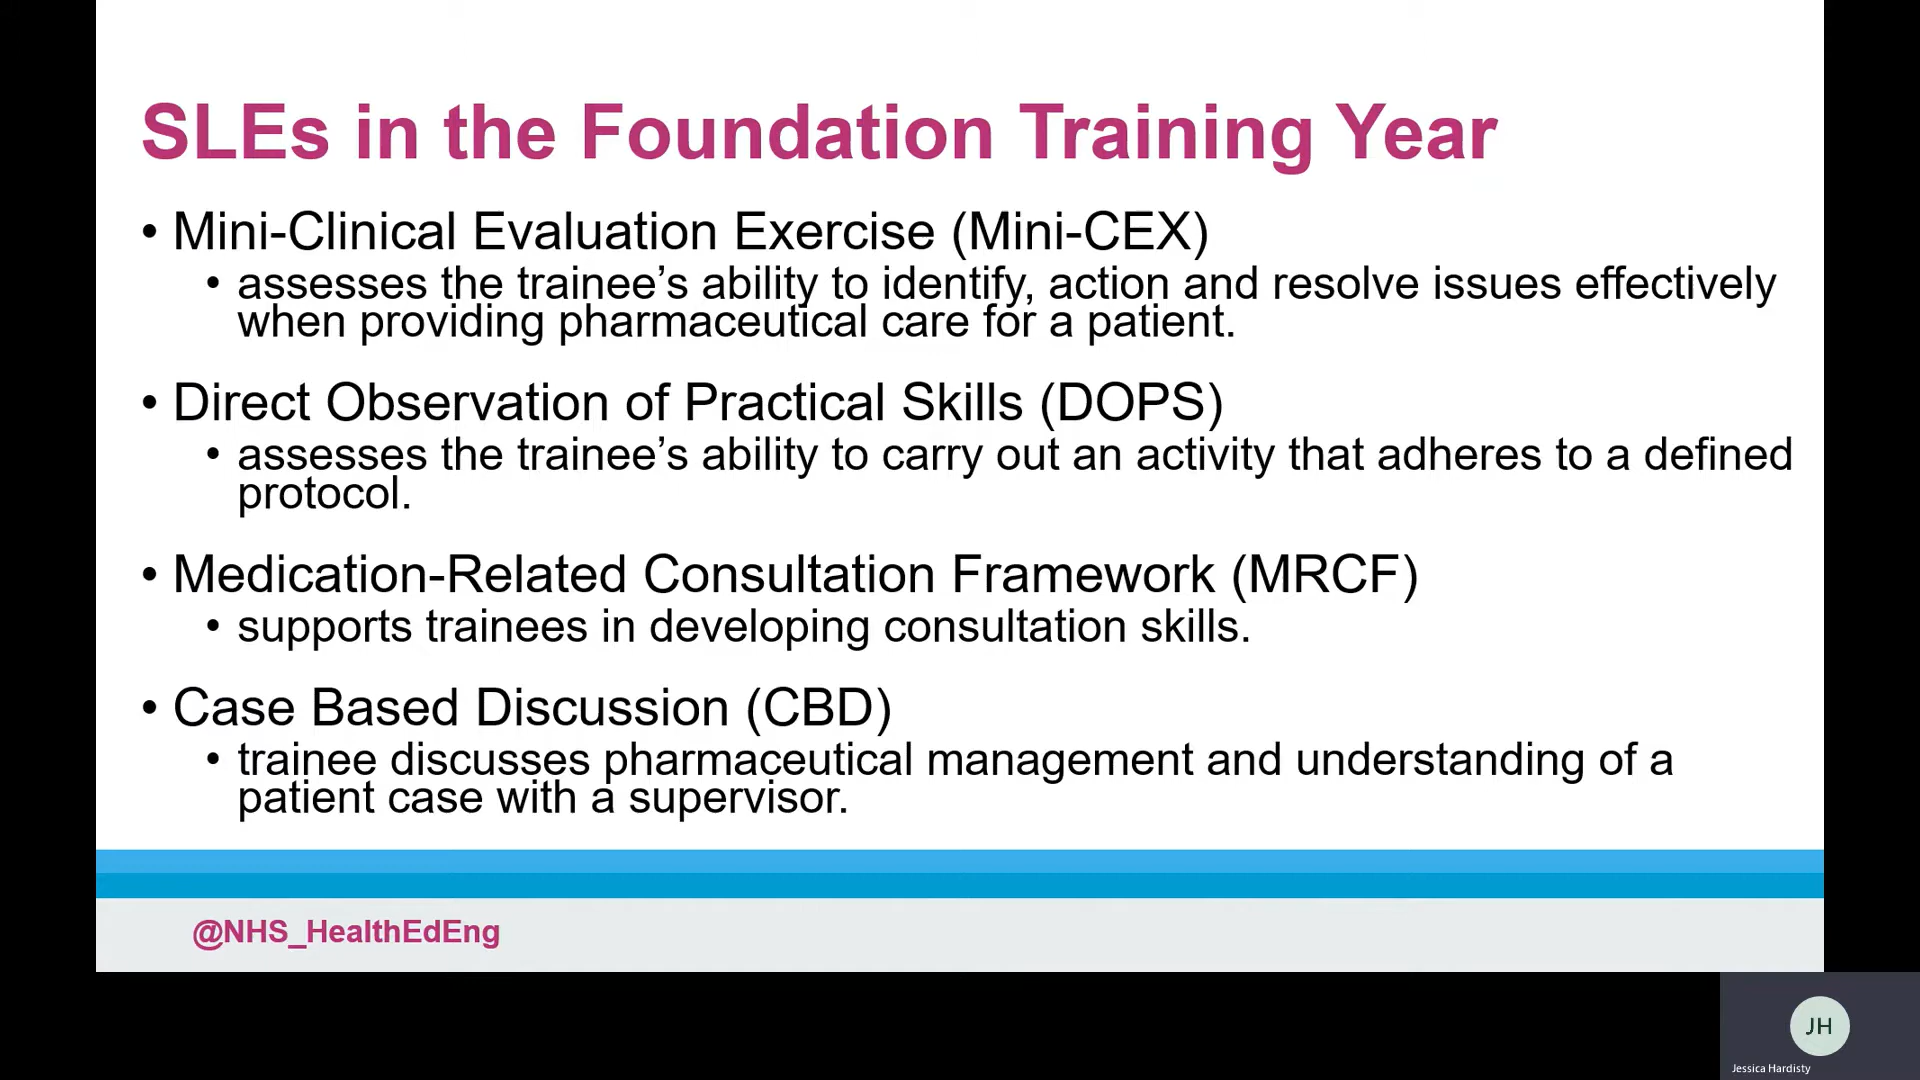 SLEs in the Foundation Training Year
• Mini-Clinical Evaluation Exercise (Mini-CEX)
• assesses the trainee’s ability to identify, action and resolve issues effectively
when providing pharmaceutical care for a patient.
• Direct Observation of Practical Skills (DOPS)
• assesses the trainee’s ability to carry out an activity that adheres to a defined
protocol.
• Medication-Related Consultation Framework (MRCF)
• supports trainees in developing consultation skills.
• Case Based Discussion (CBD)
• trainee discusses pharmaceutical management and understanding of a
patient case with a supervisor.
@NHS_HealthEdEng
JH
Jessica Hardisty